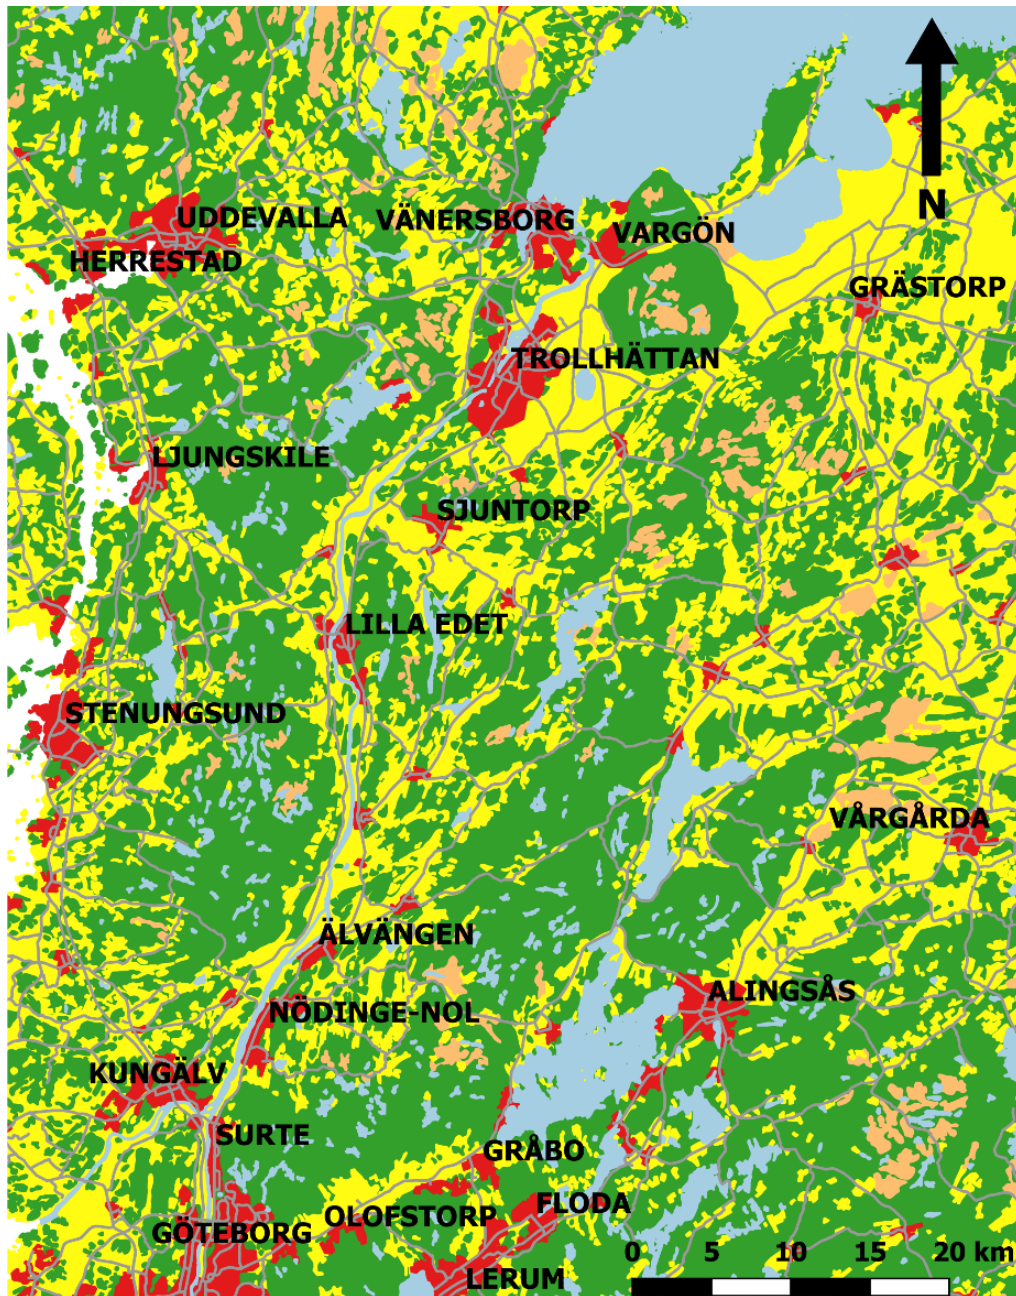 N
UDDEVALLA
VÄNERSBORG
VARGÖN
HERRESTAD
GRÄSTORP
TROLLHÄTTAN
LJUNGSKILE
SJUNTORP
LILLA EDET
STENUNGSUND
VÅRGÅRDA
ÄLVÄNGEN
ALINGSÅS
NÖDINGE-NOL
KUNGÄLV
SURTE
GRÅBO
FLODA
OLOFSTORP
GÖTEBORG
0 5 10 15 20 km
LERUM